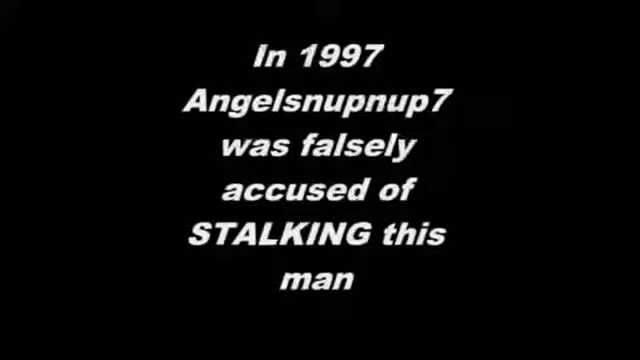 In 1997
Angelsnupnup7
was falsely
accused of
STALKING this
man